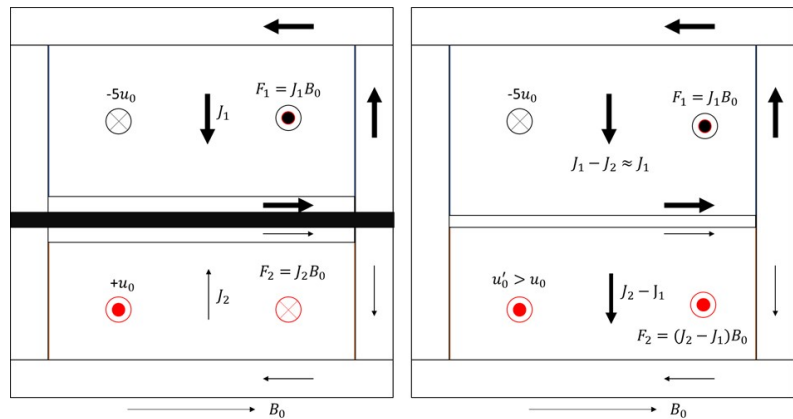 -5u₀
F₁ = J₁B₀
J₁
+u₀
F₂ = J₂B₀
J₂
B₀
-5u₀
F₁ = J₁B₀
J₁ − J₂ ≈ J₁
u₀′ > u₀
J₂ − J₁
F₂ = (J₂ − J₁)B₀
B₀